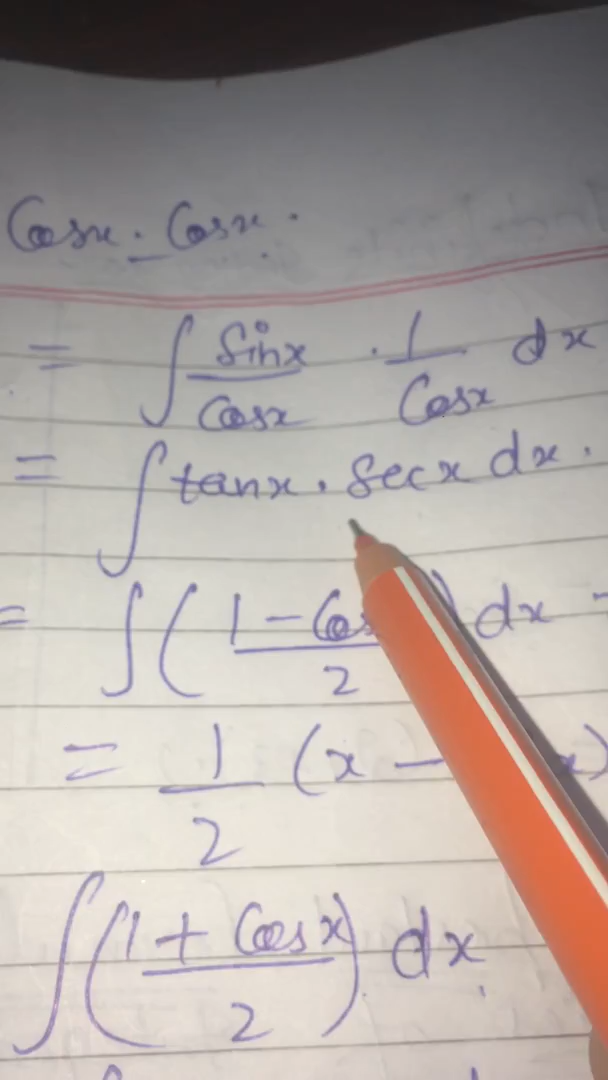 Cosx . Cosx .
= ∫ Sinx/Cosx . 1/Cosx dx
= ∫ tanx . Secx dx .
= ∫ (1 - Cos )/2 dx -
= 1/2 (x - x)
∫ (1 + Cosx)/2 dx